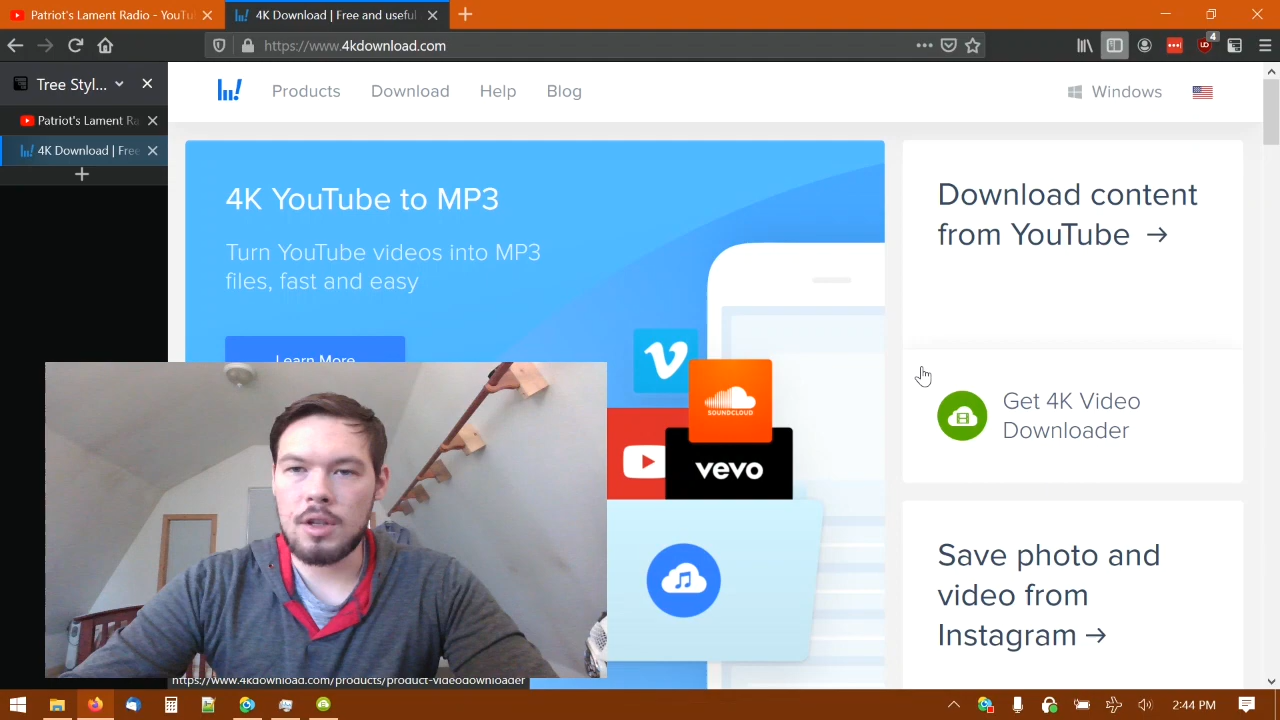 Patriot's Lament Radio - YouTu
4K Download | Free and useful
https://www.4kdownload.com
4
Tree Styl...
Patriot's Lament Ra
4K Download | Free
Products
Download
Help
Blog
Windows
4K YouTube to MP3
Turn YouTube videos into MP3
files, fast and easy
Learn More
SOUNDCLOUD
vevo
Download content
from YouTube →
Get 4K Video
Downloader
Save photo and
video from
Instagram →
https://www.4kdownload.com/products/product-videodownloader
2:44 PM